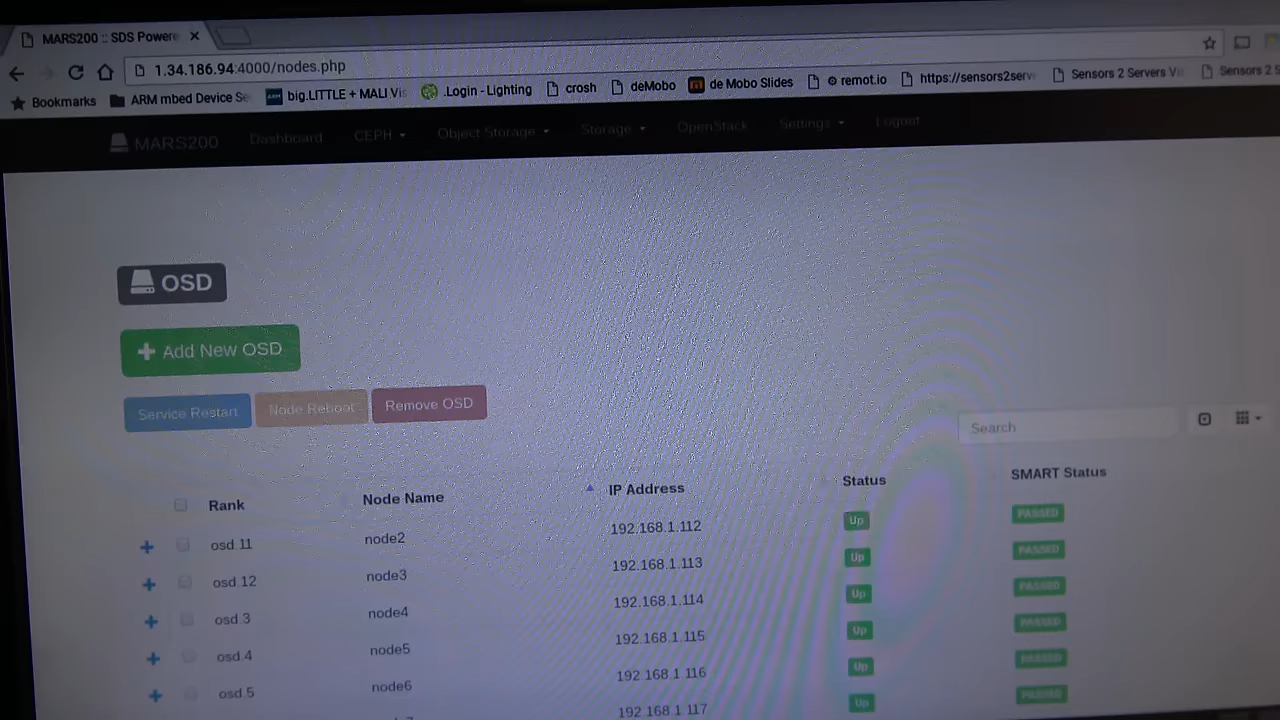 MARS200 :: SDS Powere
1.34.186.94:4000/nodes.php
Bookmarks ARM mbed Device Se big.LITTLE + MALI Vis .Login - Lighting crosh deMobo de Mobo Slides remot.io https://sensors2serv Sensors 2 Servers Vi Sensors 2 S
MARS200 Dashboard CEPH Object Storage Storage OpenStack Settings Logout
OSD
Add New OSD
Service Restart Node Reboot Remove OSD
Search
Rank Node Name IP Address Status SMART Status
osd.11 node2 192.168.1.112 Up PASSED
osd.12 node3 192.168.1.113 Up PASSED
osd.3 node4 192.168.1.114 Up PASSED
osd.4 node5 192.168.1.115 Up PASSED
osd.5 node6 192.168.1.116 Up PASSED
192.168.1.117 Up PASSED